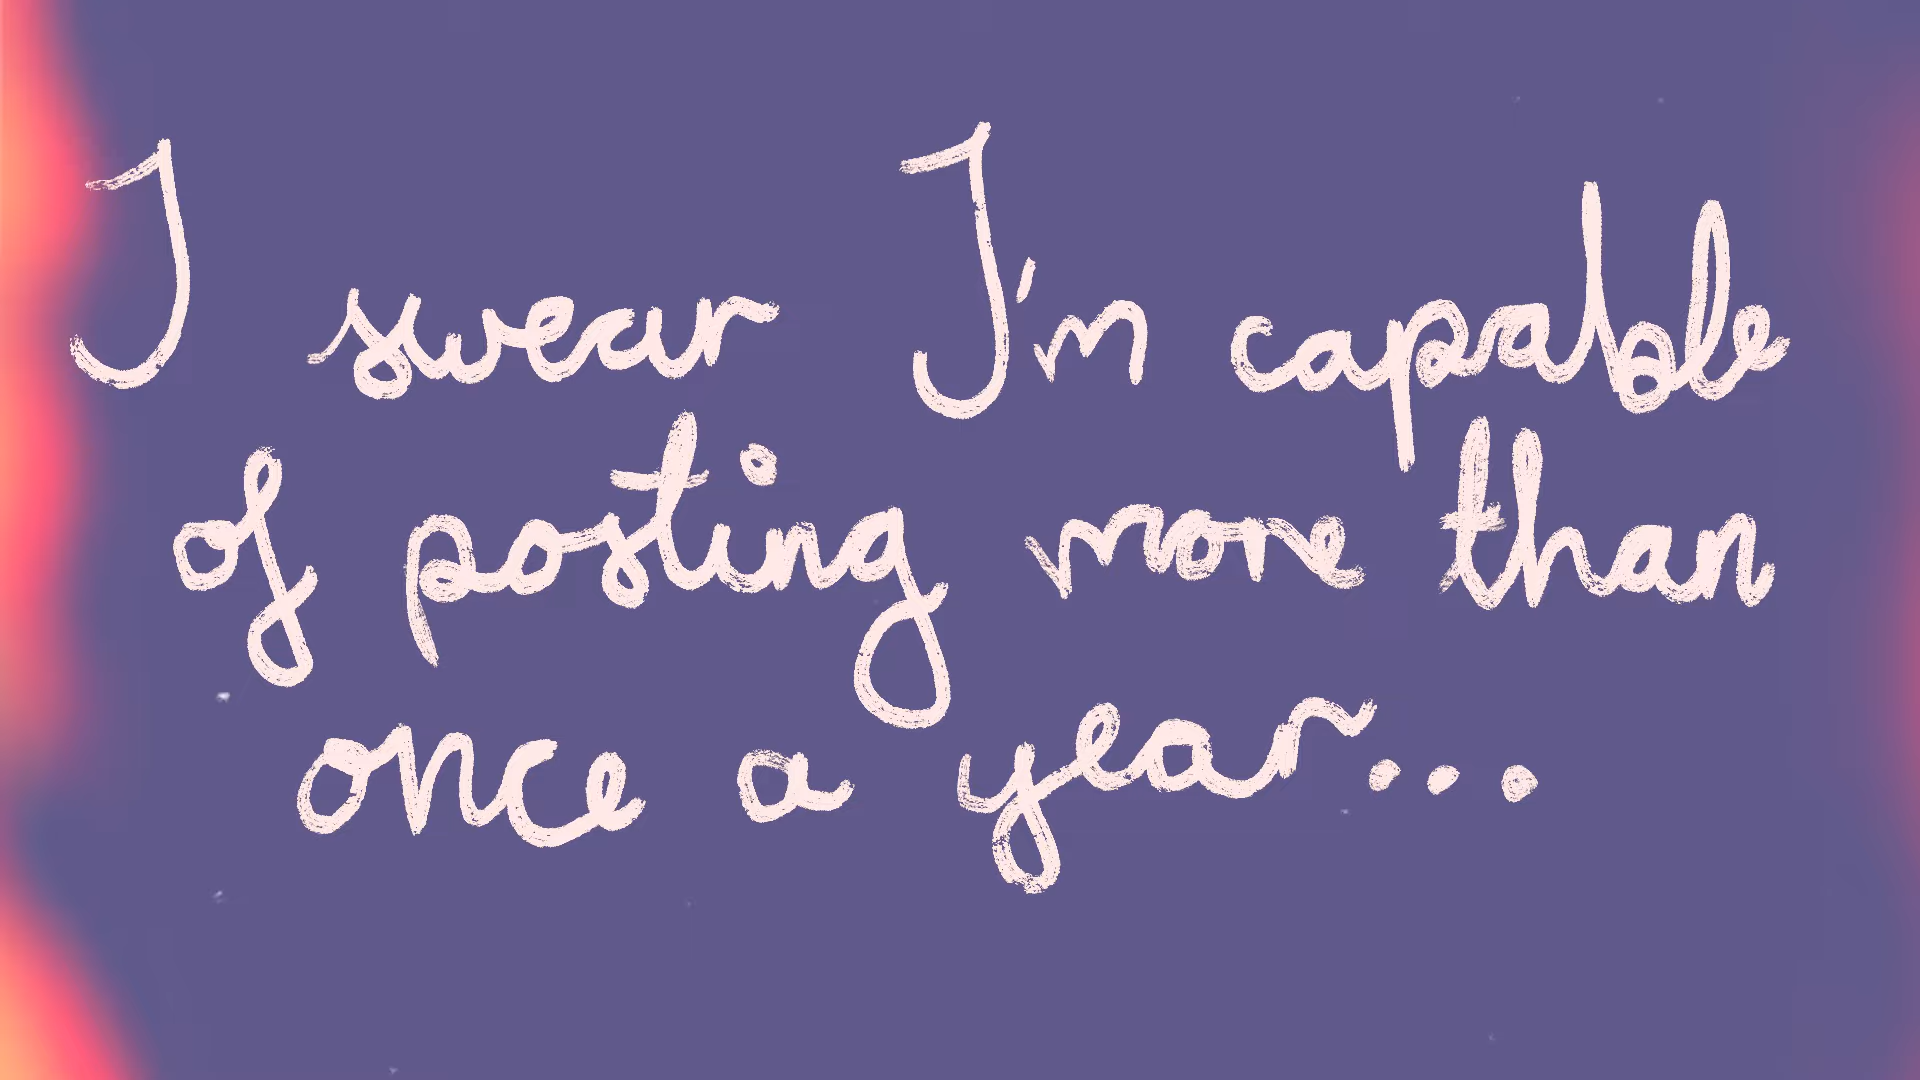 I swear I'm capable
of posting more than
once a year...